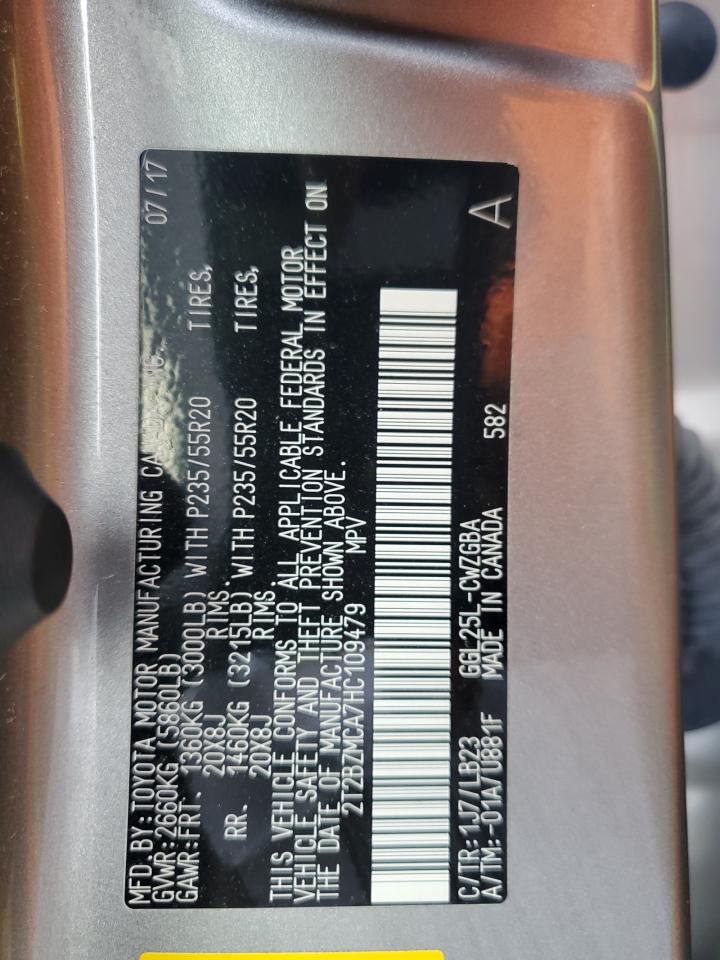 MFD.BY:TOYOTA MOTOR MANUFACTURING CANADA INC. 07/17
GVWR:2660KG (5860LB)
GAWR:FRT. 1360KG (3000LB) WITH P235/55R20 TIRES,
20X8J RIMS
RR. 1460KG (3215LB) WITH P235/55R20 TIRES,
20X8J RIMS.
THIS VEHICLE CONFORMS TO ALL APPLICABLE FEDERAL MOTOR
VEHICLE SAFETY AND THEFT PREVENTION STANDARDS IN EFFECT ON
THE DATE OF MANUFACTURE SHOWN ABOVE.
2T2BZMCA7HC109479 MPV
C/TR:1J7/LB23 GGL25L-CWZGBA
A/TM:-01A/U881F MADE IN CANADA 582 A